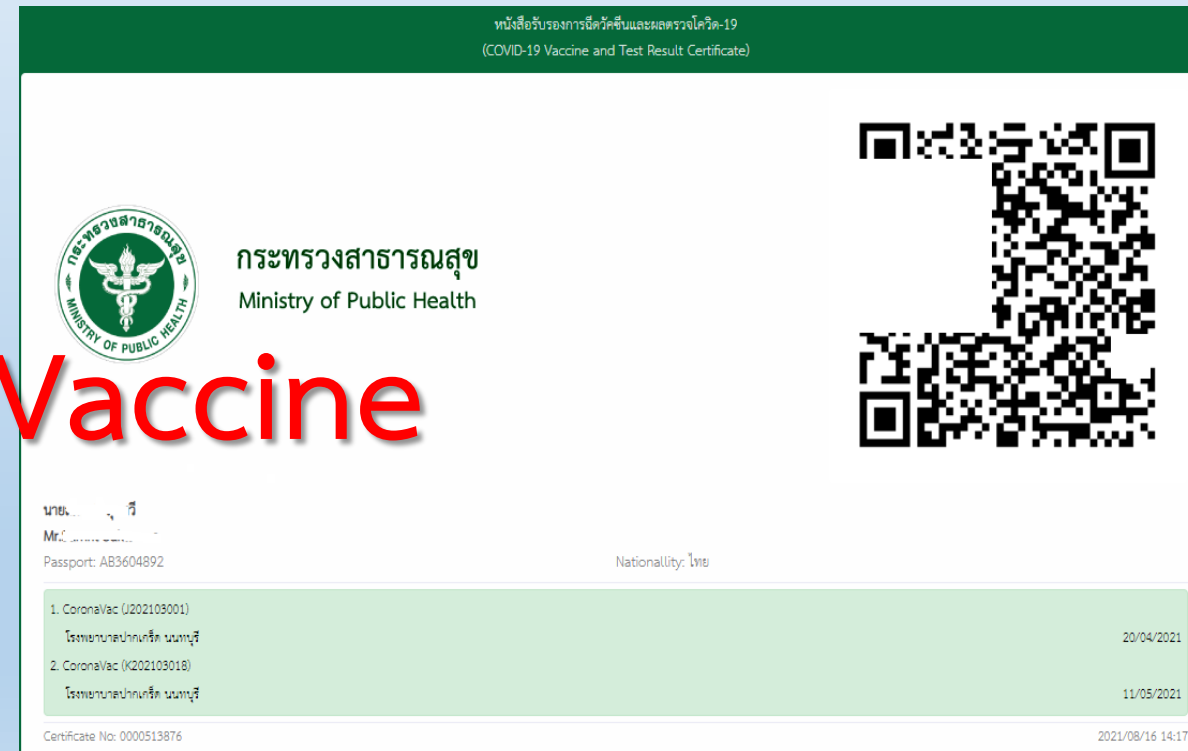 หนังสือรับรองการฉีดวัคซีนและผลตรวจโควิด-19
(COVID-19 Vaccine and Test Result Certificate)
กระทรวงสาธารณสุข
MINISTRY OF PUBLIC HEALTH
กระทรวงสาธารณสุข
Ministry of Public Health
Vaccine
Mr.
Passport: AB3604892 Nationallity: ไทย
1. CoronaVac (J202103001)
โรงพยาบาลปากเกร็ด นนทบุรี 20/04/2021
2. CoronaVac (K202103018)
โรงพยาบาลปากเกร็ด นนทบุรี 11/05/2021
Certificate No: 0000513876 2021/08/16 14:17